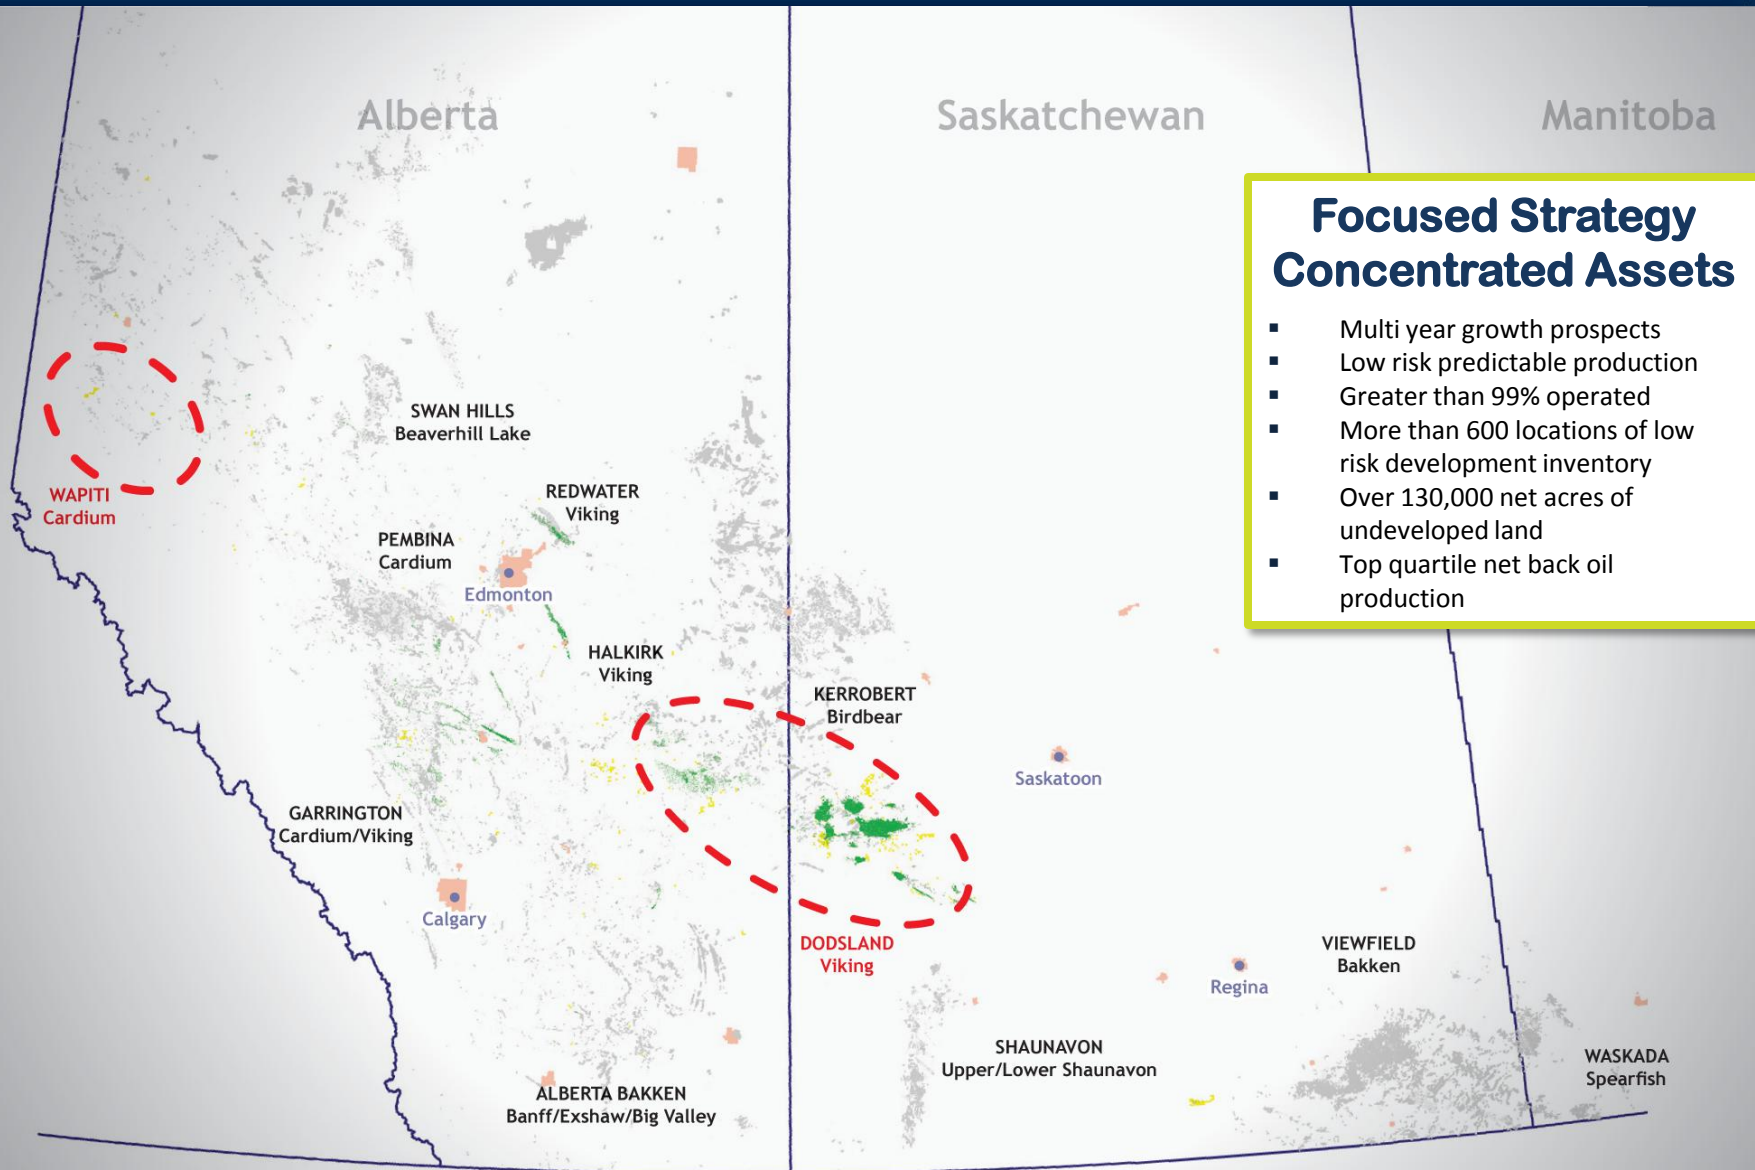 Alberta
Saskatchewan
Manitoba
Focused Strategy
Concentrated Assets
▪ Multi year growth prospects
▪ Low risk predictable production
▪ Greater than 99% operated
▪ More than 600 locations of low
risk development inventory
▪ Over 130,000 net acres of
undeveloped land
▪ Top quartile net back oil
production
SWAN HILLS
Beaverhill Lake
WAPITI
Cardium
REDWATER
Viking
PEMBINA
Cardium
Edmonton
HALKIRK
Viking
KERROBERT
Birdbear
Saskatoon
GARRINGTON
Cardium/Viking
Calgary
DODSLAND
Viking
VIEWFIELD
Bakken
Regina
SHAUNAVON
Upper/Lower Shaunavon
WASKADA
Spearfish
ALBERTA BAKKEN
Banff/Exshaw/Big Valley